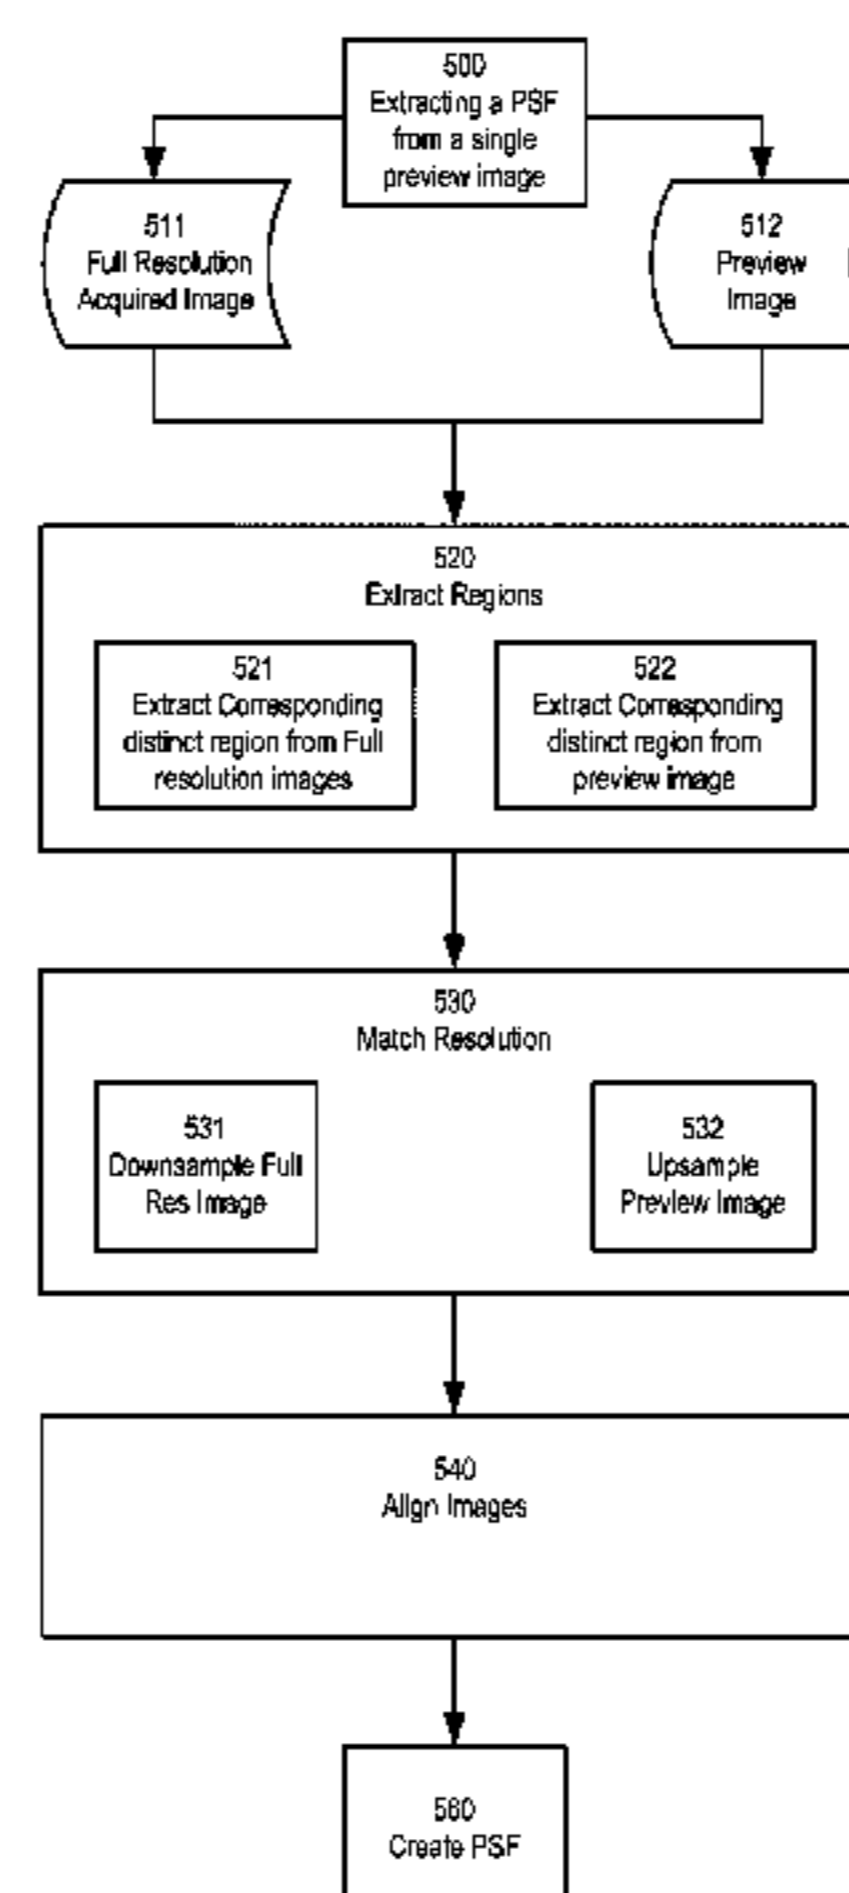 500
Extracting a PSF
from a single
preview image
511
Full Resolution
Acquired Image
512
Preview
Image
520
Extract Regions
521
Extract Corresponding
distinct region from Full
resolution images
522
Extract Corresponding
distinct region from
preview image
530
Match Resolution
531
Downsample Full
Res Image
532
Upsample
Preview Image
540
Align Images
560
Create PSF